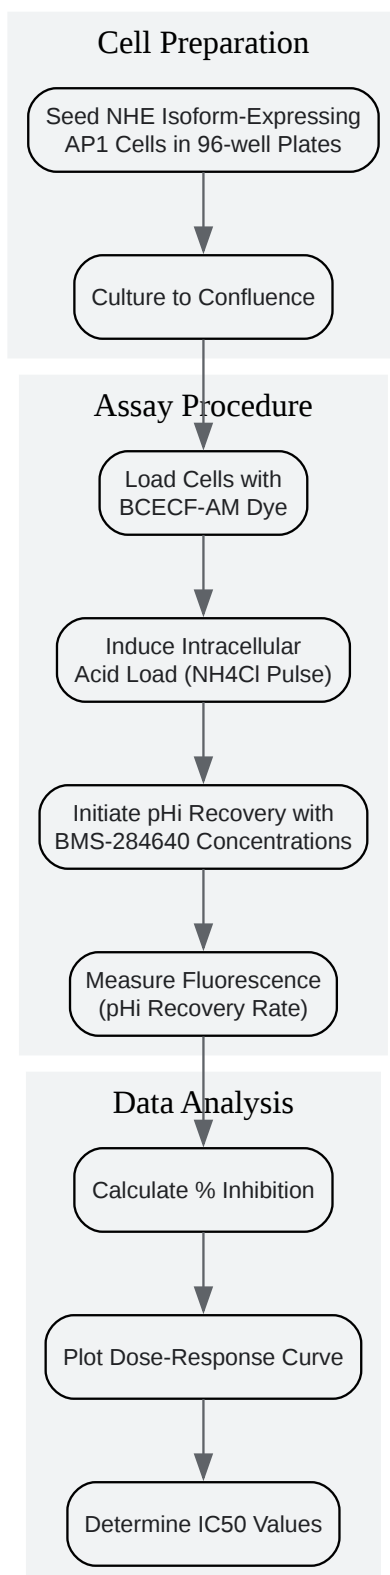 Cell Preparation
Seed NHE Isoform-Expressing
AP1 Cells in 96-well Plates
Culture to Confluence
Assay Procedure
Load Cells with
BCECF-AM Dye
Induce Intracellular
Acid Load (NH4Cl Pulse)
Initiate pHi Recovery with
BMS-284640 Concentrations
Measure Fluorescence
(pHi Recovery Rate)
Data Analysis
Calculate % Inhibition
Plot Dose-Response Curve
Determine IC50 Values